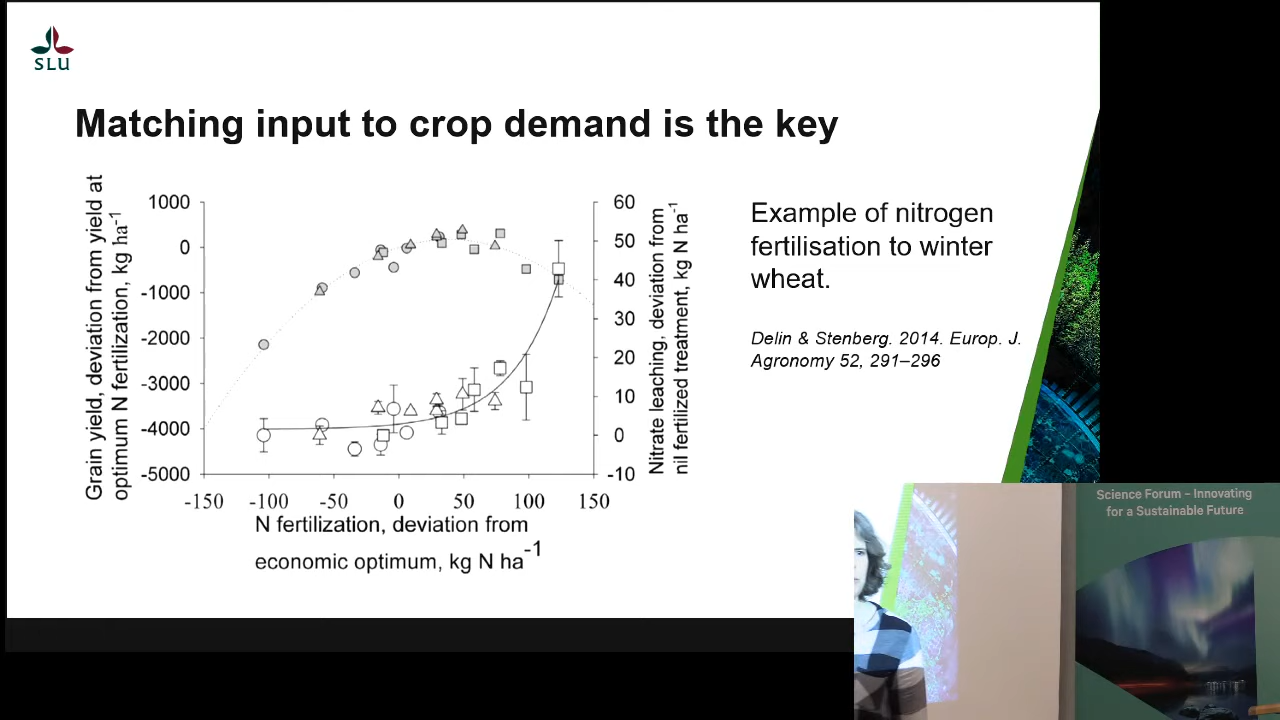 SLU
Matching input to crop demand is the key
Grain yield, deviation from yield at
optimum N fertilization, kg ha-1
1000
0
-1000
-2000
-3000
-4000
-5000
60
50
40
30
20
10
0
-10
Nitrate leaching, deviation from
nil fertilized treatment, kg N ha-1
-150 -100 -50 0 50 100 150
N fertilization, deviation from
economic optimum, kg N ha-1
Example of nitrogen
fertilisation to winter
wheat.
Delin & Stenberg. 2014. Europ. J.
Agronomy 52, 291–296
Science Forum – Innovating
for a Sustainable Future